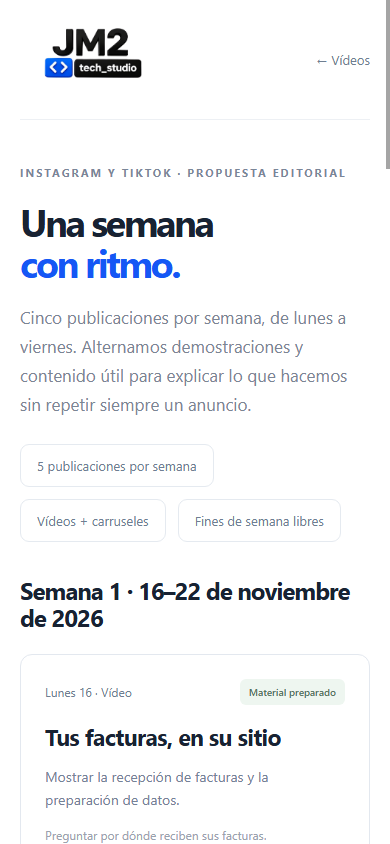 JM2
<> tech_studio
← Vídeos
INSTAGRAM Y TIKTOK · PROPUESTA EDITORIAL
Una semana
con ritmo.
Cinco publicaciones por semana, de lunes a
viernes. Alternamos demostraciones y
contenido útil para explicar lo que hacemos
sin repetir siempre un anuncio.
5 publicaciones por semana
Vídeos + carruseles
Fines de semana libres
Semana 1 · 16–22 de noviembre
de 2026
Lunes 16 · Vídeo
Material preparado
Tus facturas, en su sitio
Mostrar la recepción de facturas y la
preparación de datos.
Preguntar por dónde reciben sus facturas.